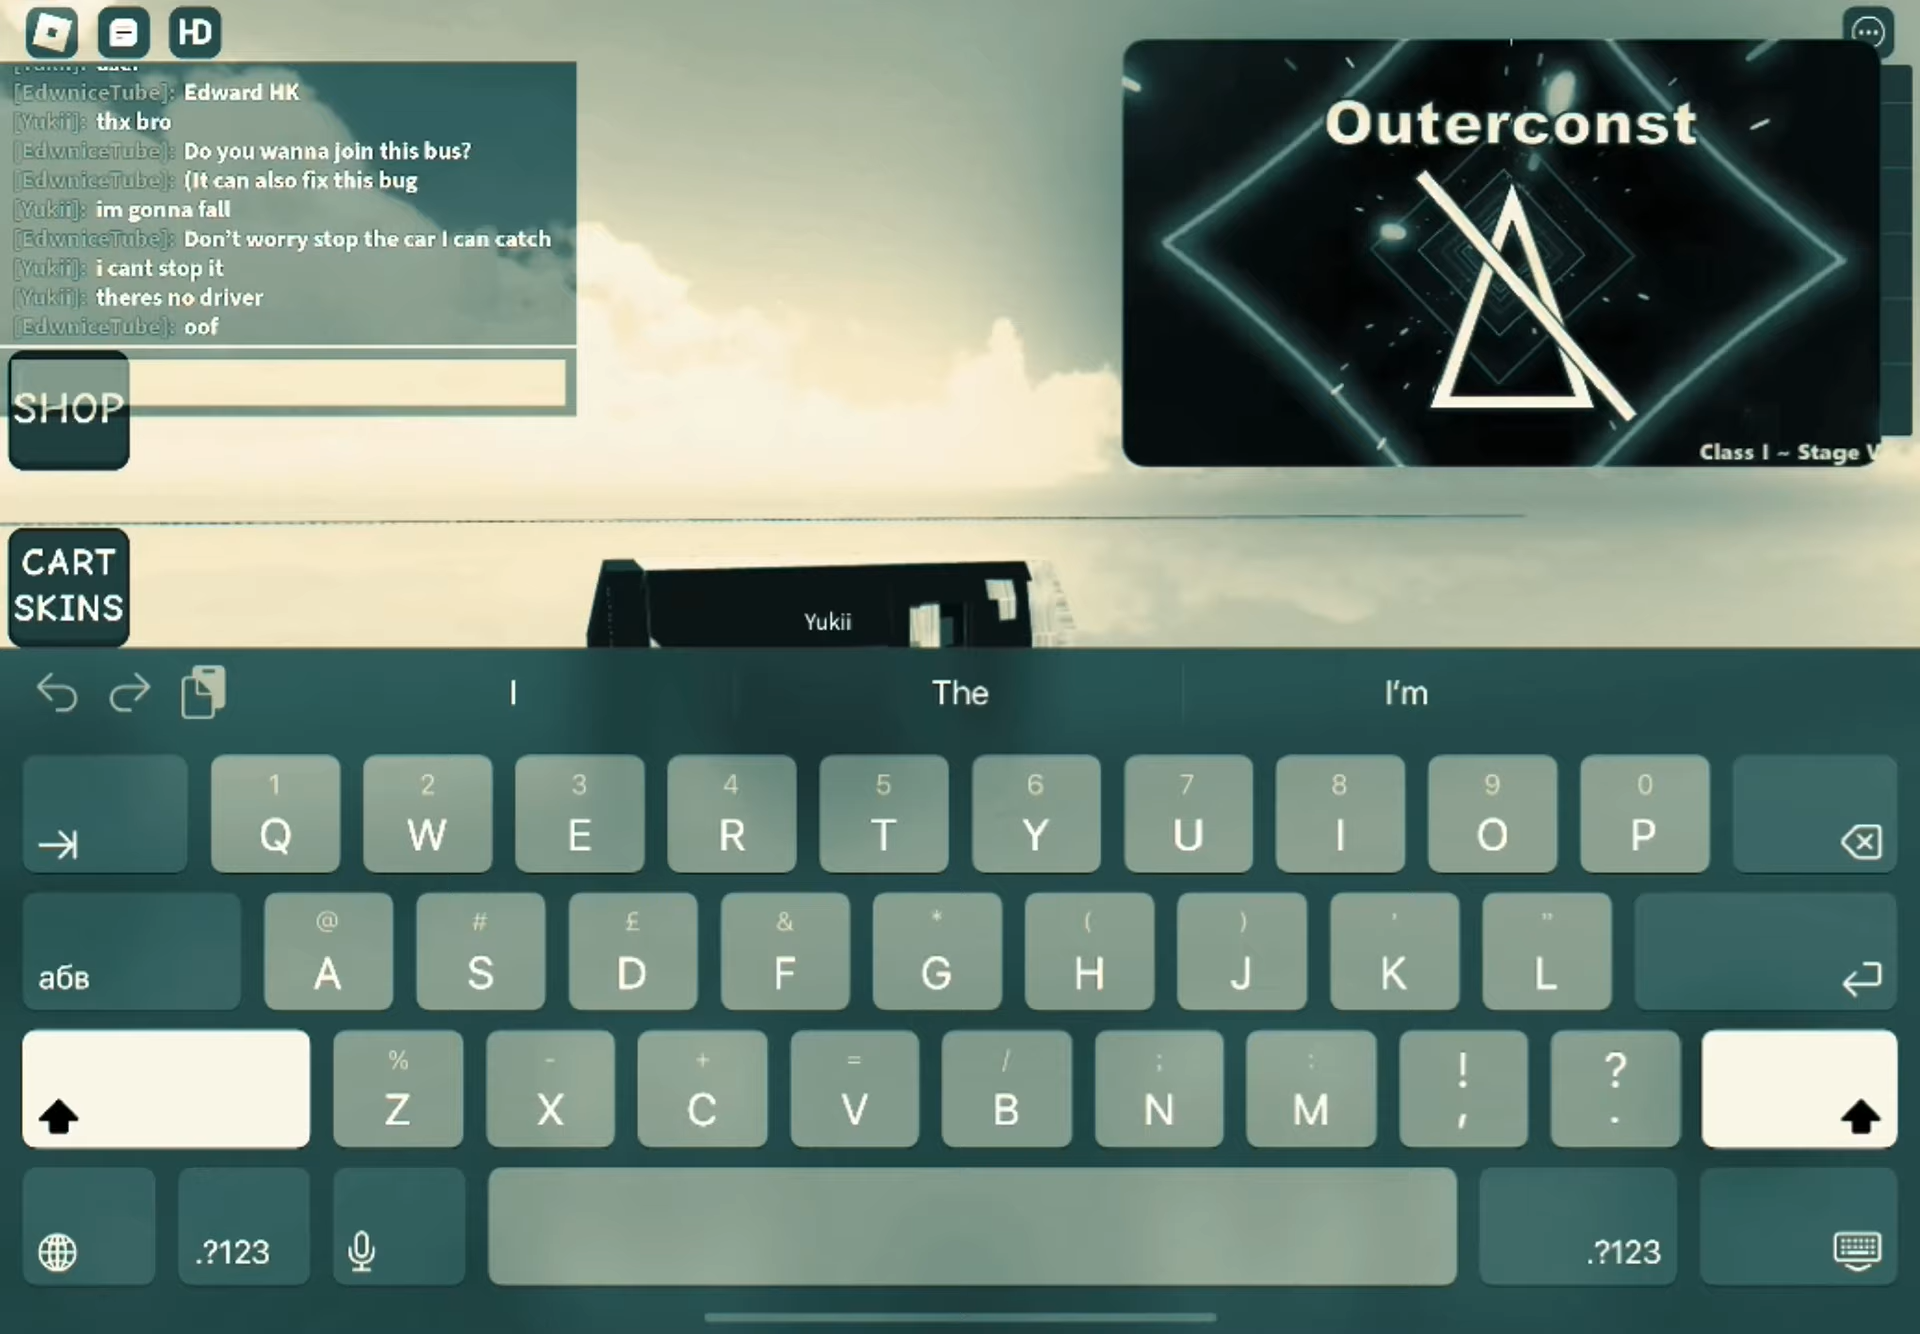 HD
[EdwniceTube]: Edward HK
[Yukii]: thx bro
[EdwniceTube]: Do you wanna join this bus?
[EdwniceTube]: (It can also fix this bug
[Yukii]: im gonna fall
[EdwniceTube]: Don't worry stop the car I can catch
[Yukii]: i cant stop it
[Yukii]: theres no driver
[EdwniceTube]: oof
SHOP
CART
SKINS
Outerconst
Class I ~ Stage V
Yukii
I The I'm
1 2 3 4 5 6 7 8 9 0
Q W E R T Y U I O P
@ # £ & * ( ) ' "
абв A S D F G H J K L
% - + = / ; : ! ?
Z X C V B N M , .
.?123 .?123